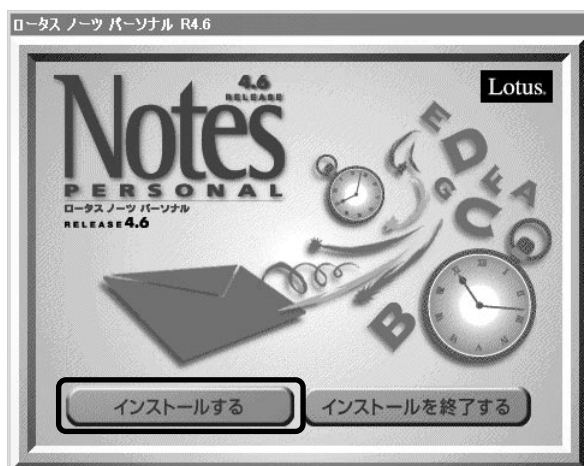 ロータス ノーツ パーソナル R4.6
4.6
RELEASE
Notes
PERSONAL
ロータス ノーツ パーソナル
RELEASE 4.6
Lotus.
E
D
F
A
G
C
B
XII
インストールする
インストールを終了する